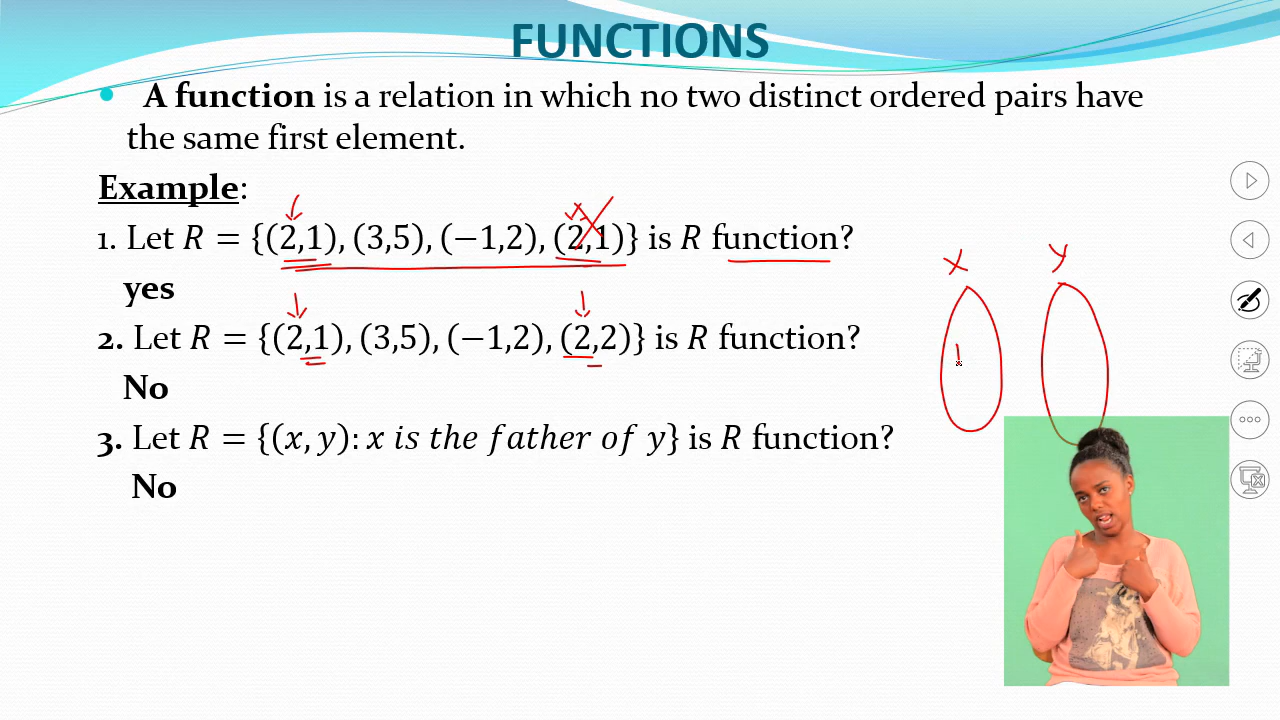 FUNCTIONS
• A function is a relation in which no two distinct ordered pairs have
the same first element.
Example:
1. Let R = {(2,1), (3,5), (−1,2), (2,1)} is R function?
yes
2. Let R = {(2,1), (3,5), (−1,2), (2,2)} is R function?
No
3. Let R = {(x, y): x is the father of y} is R function?
No
x y